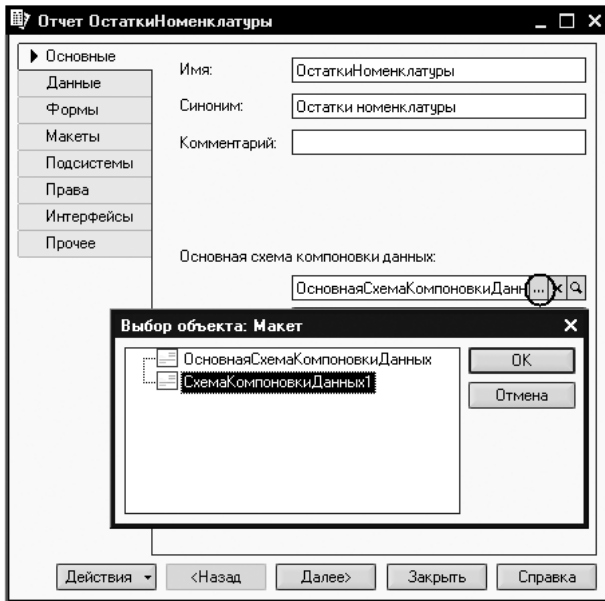 Отчет ОстаткиНоменклатуры
Основные
Данные
Формы
Макеты
Подсистемы
Права
Интерфейсы
Прочее
Имя: ОстаткиНоменклатуры
Синоним: Остатки номенклатуры
Комментарий:
Основная схема компоновки данных:
ОсновнаяСхемаКомпоновкиДанн ...
Выбор объекта: Макет
ОсновнаяСхемаКомпоновкиДанных
СхемаКомпоновкиДанных1
OK
Отмена
Действия <Назад Далее> Закрыть Справка